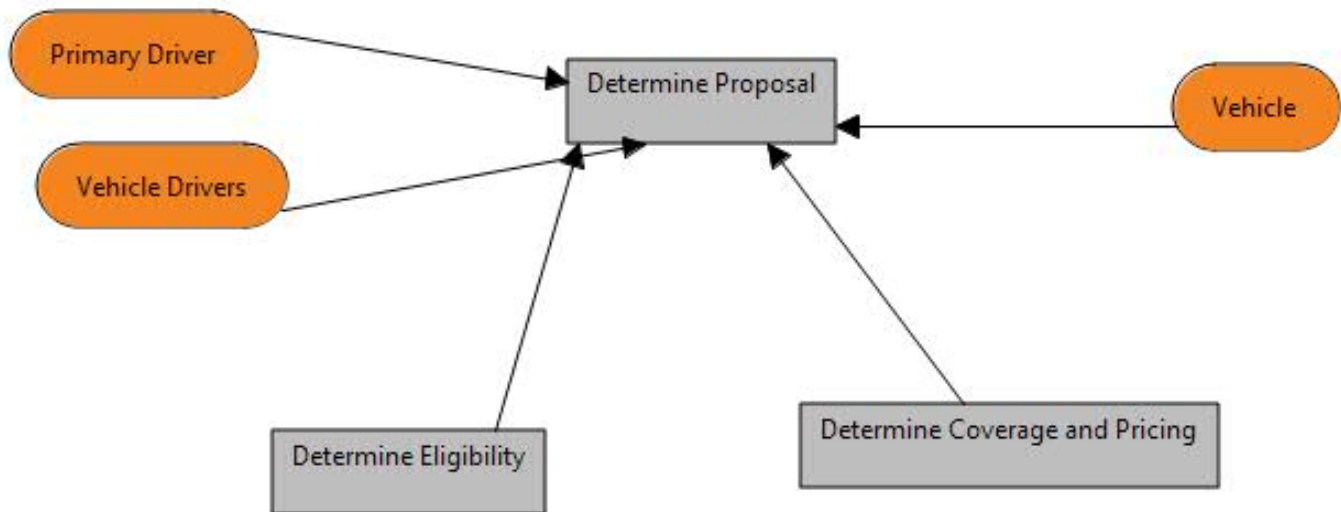 Primary Driver
Determine Proposal
Vehicle
Vehicle Drivers
Determine Eligibility
Determine Coverage and Pricing